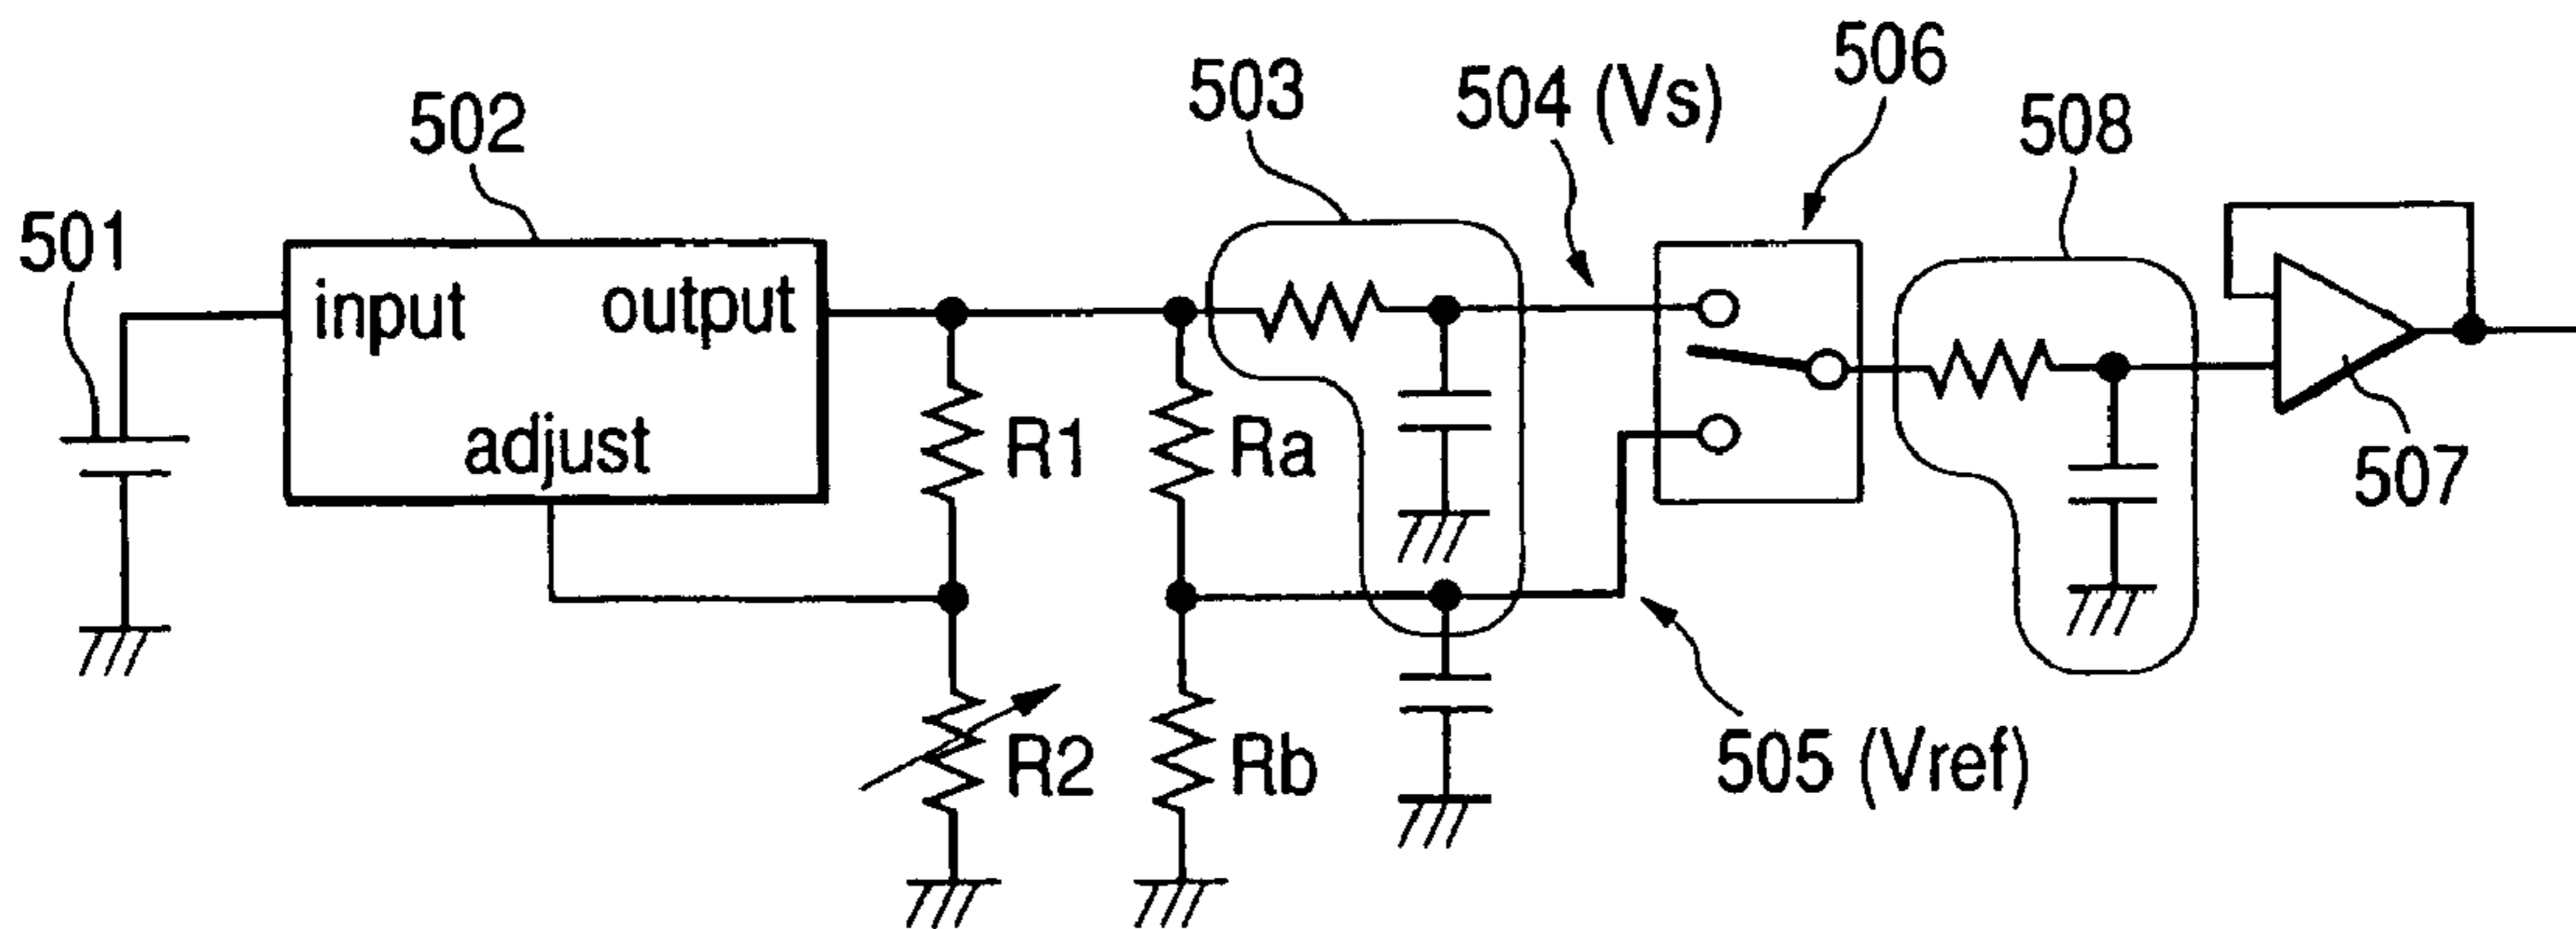 506
503
504 (Vs)
502
508
501
input
output
adjust
R1
Ra
507
R2
Rb
505 (Vref)